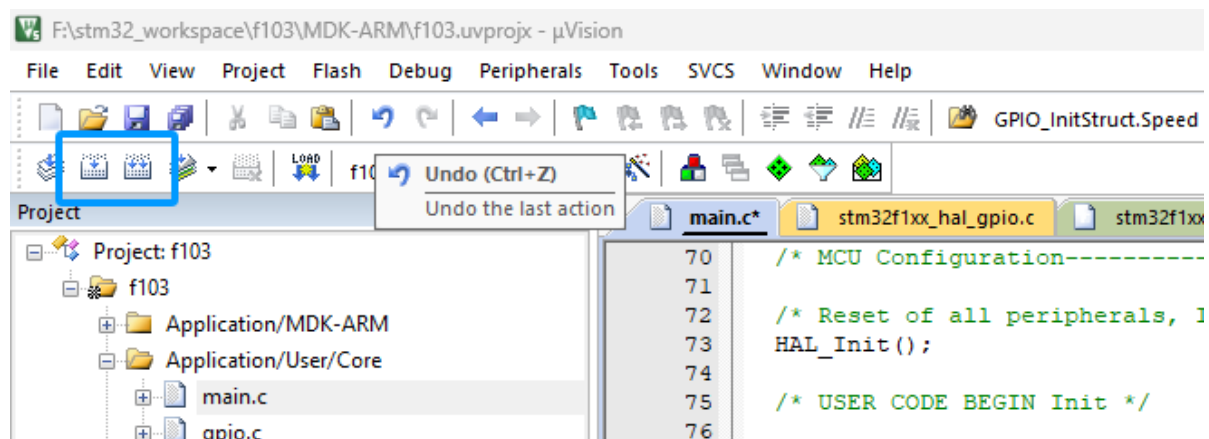 F:\stm32_workspace\f103\MDK-ARM\f103.uvprojx - µVision
File Edit View Project Flash Debug Peripherals Tools SVCS Window Help
GPIO_InitStruct.Speed
LOAD
Undo (Ctrl+Z)
Undo the last action
Project
Project: f103
f103
Application/MDK-ARM
Application/User/Core
main.c
gpio.c
main.c* stm32f1xx_hal_gpio.c stm32f1xx
70 /* MCU Configuration----------
71
72 /* Reset of all peripherals,
73 HAL_Init();
74
75 /* USER CODE BEGIN Init */
76